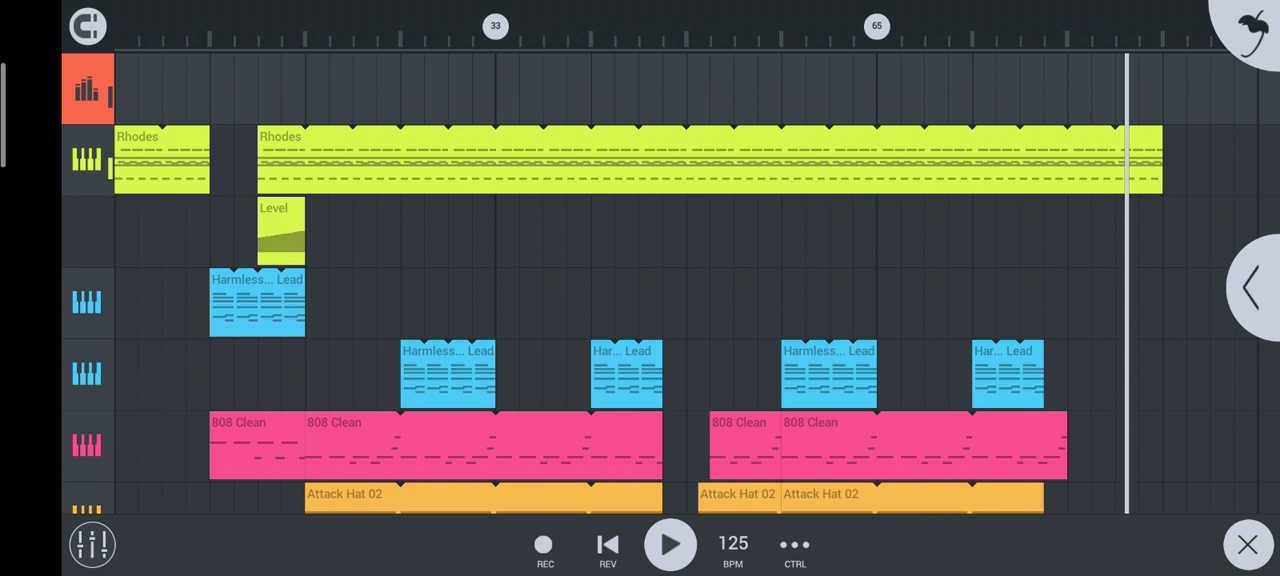 33
65
Rhodes
Rhodes
Level
Harmless... Lead
Harmless... Lead
Har... Lead
Harmless... Lead
Har... Lead
808 Clean
808 Clean
808 Clean
808 Clean
Attack Hat 02
Attack Hat 02
Attack Hat 02
125
REC
REV
BPM
CTRL